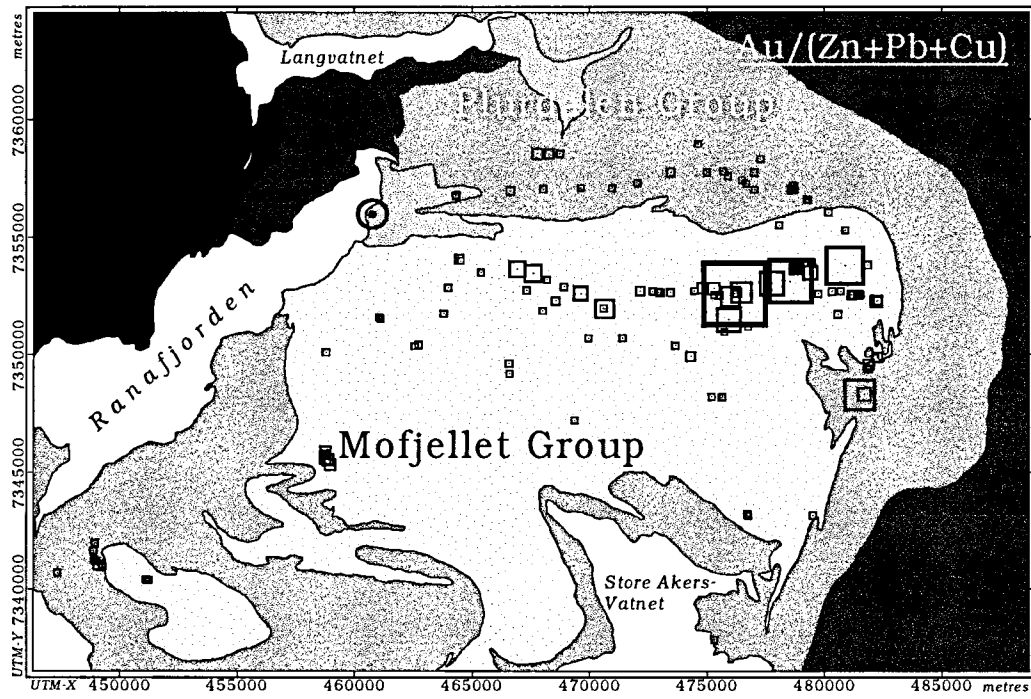 Au/(Zn+Pb+Cu)
Langvatnet
Plurdalen Group
Ranafjorden
Mofjellet Group
Store Akers-
Vatnet
metres
7360000
7355000
7350000
7345000
7340000
UTM-Y
UTM-X
450000
455000
460000
465000
470000
475000
480000
485000
metres